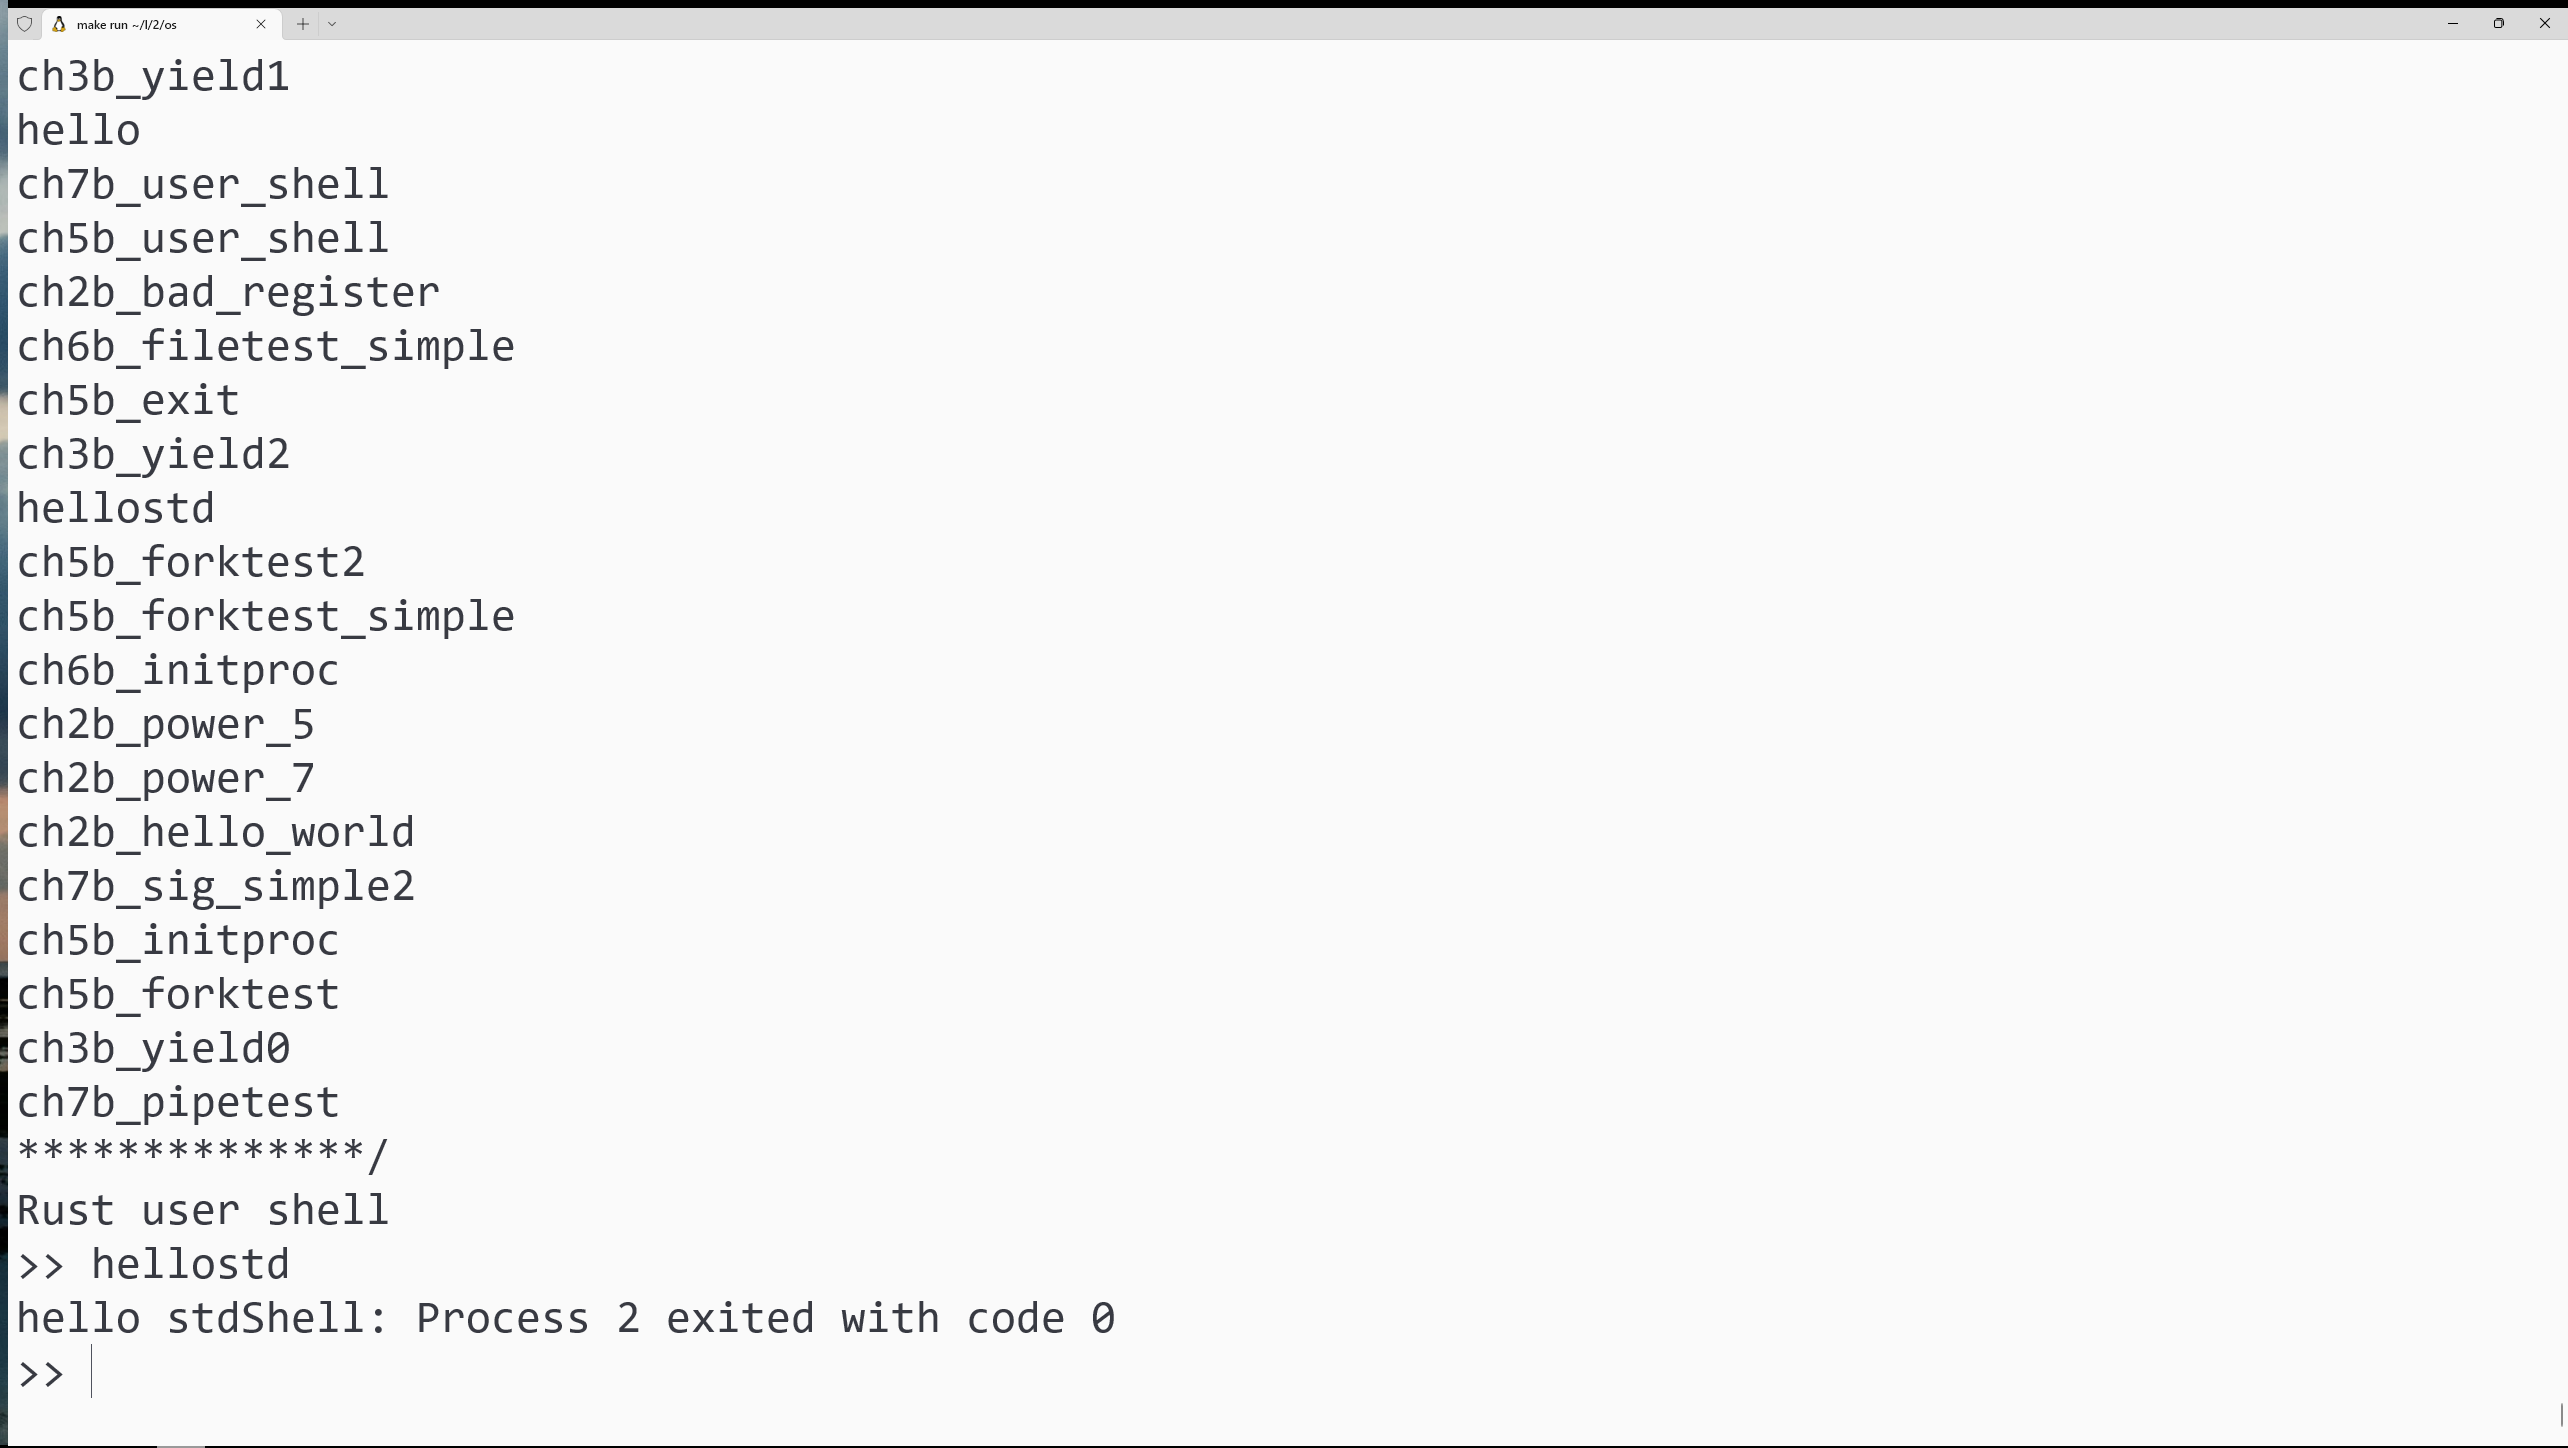 make run ~/l/2/os
ch3b_yield1
hello
ch7b_user_shell
ch5b_user_shell
ch2b_bad_register
ch6b_filetest_simple
ch5b_exit
ch3b_yield2
hellostd
ch5b_forktest2
ch5b_forktest_simple
ch6b_initproc
ch2b_power_5
ch2b_power_7
ch2b_hello_world
ch7b_sig_simple2
ch5b_initproc
ch5b_forktest
ch3b_yield0
ch7b_pipetest
**************/
Rust user shell
>> hellostd
hello stdShell: Process 2 exited with code 0
>>